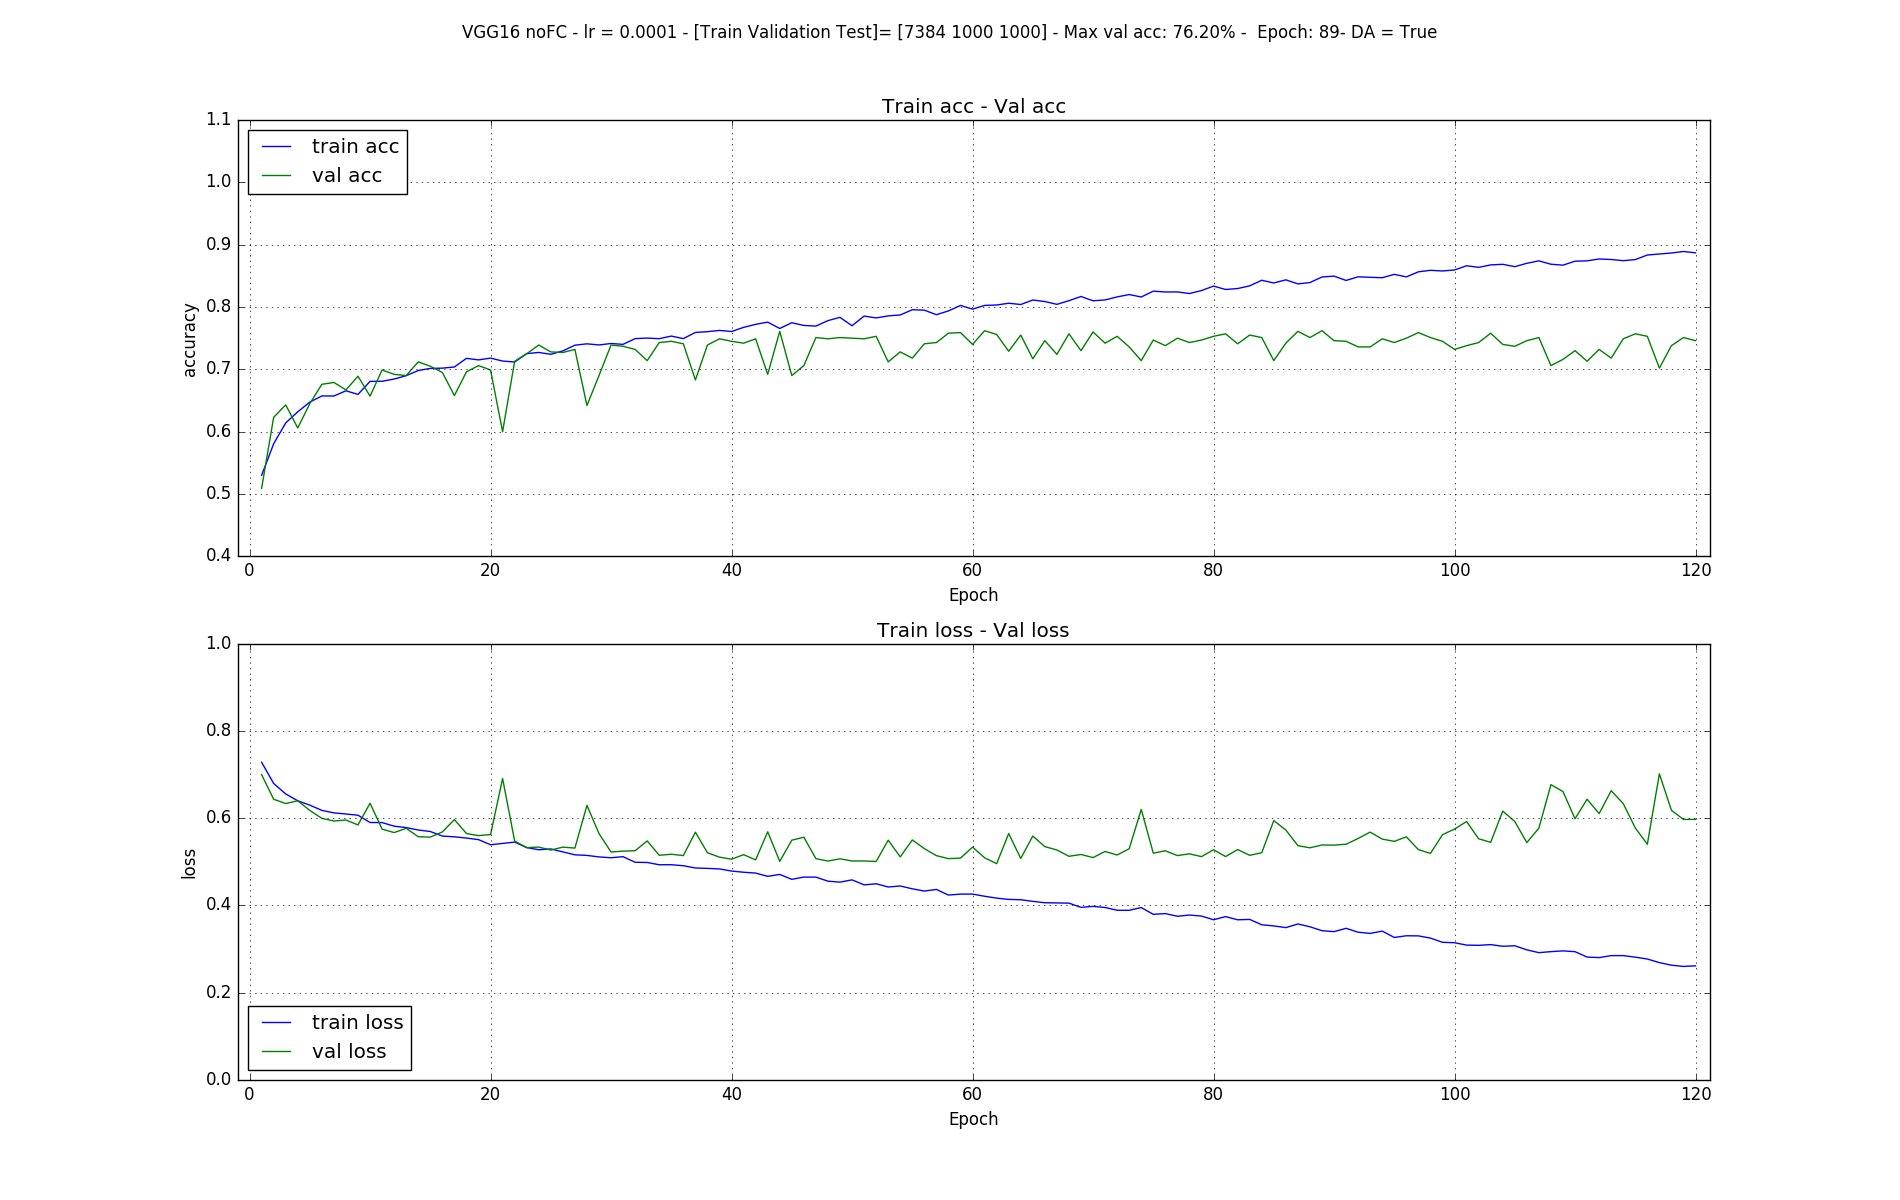 VGG16 noFC - lr = 0.0001 - [Train Validation Test]= [7384 1000 1000] - Max val acc: 76.20% -  Epoch: 89- DA = True
Train acc - Val acc
1.1
1.0
0.9
0.8
0.7
0.6
0.5
0.4
accuracy
train acc
val acc
0 20 40 60 80 100 120
Epoch
Train loss - Val loss
1.0
0.8
0.6
0.4
0.2
0.0
loss
train loss
val loss
0 20 40 60 80 100 120
Epoch